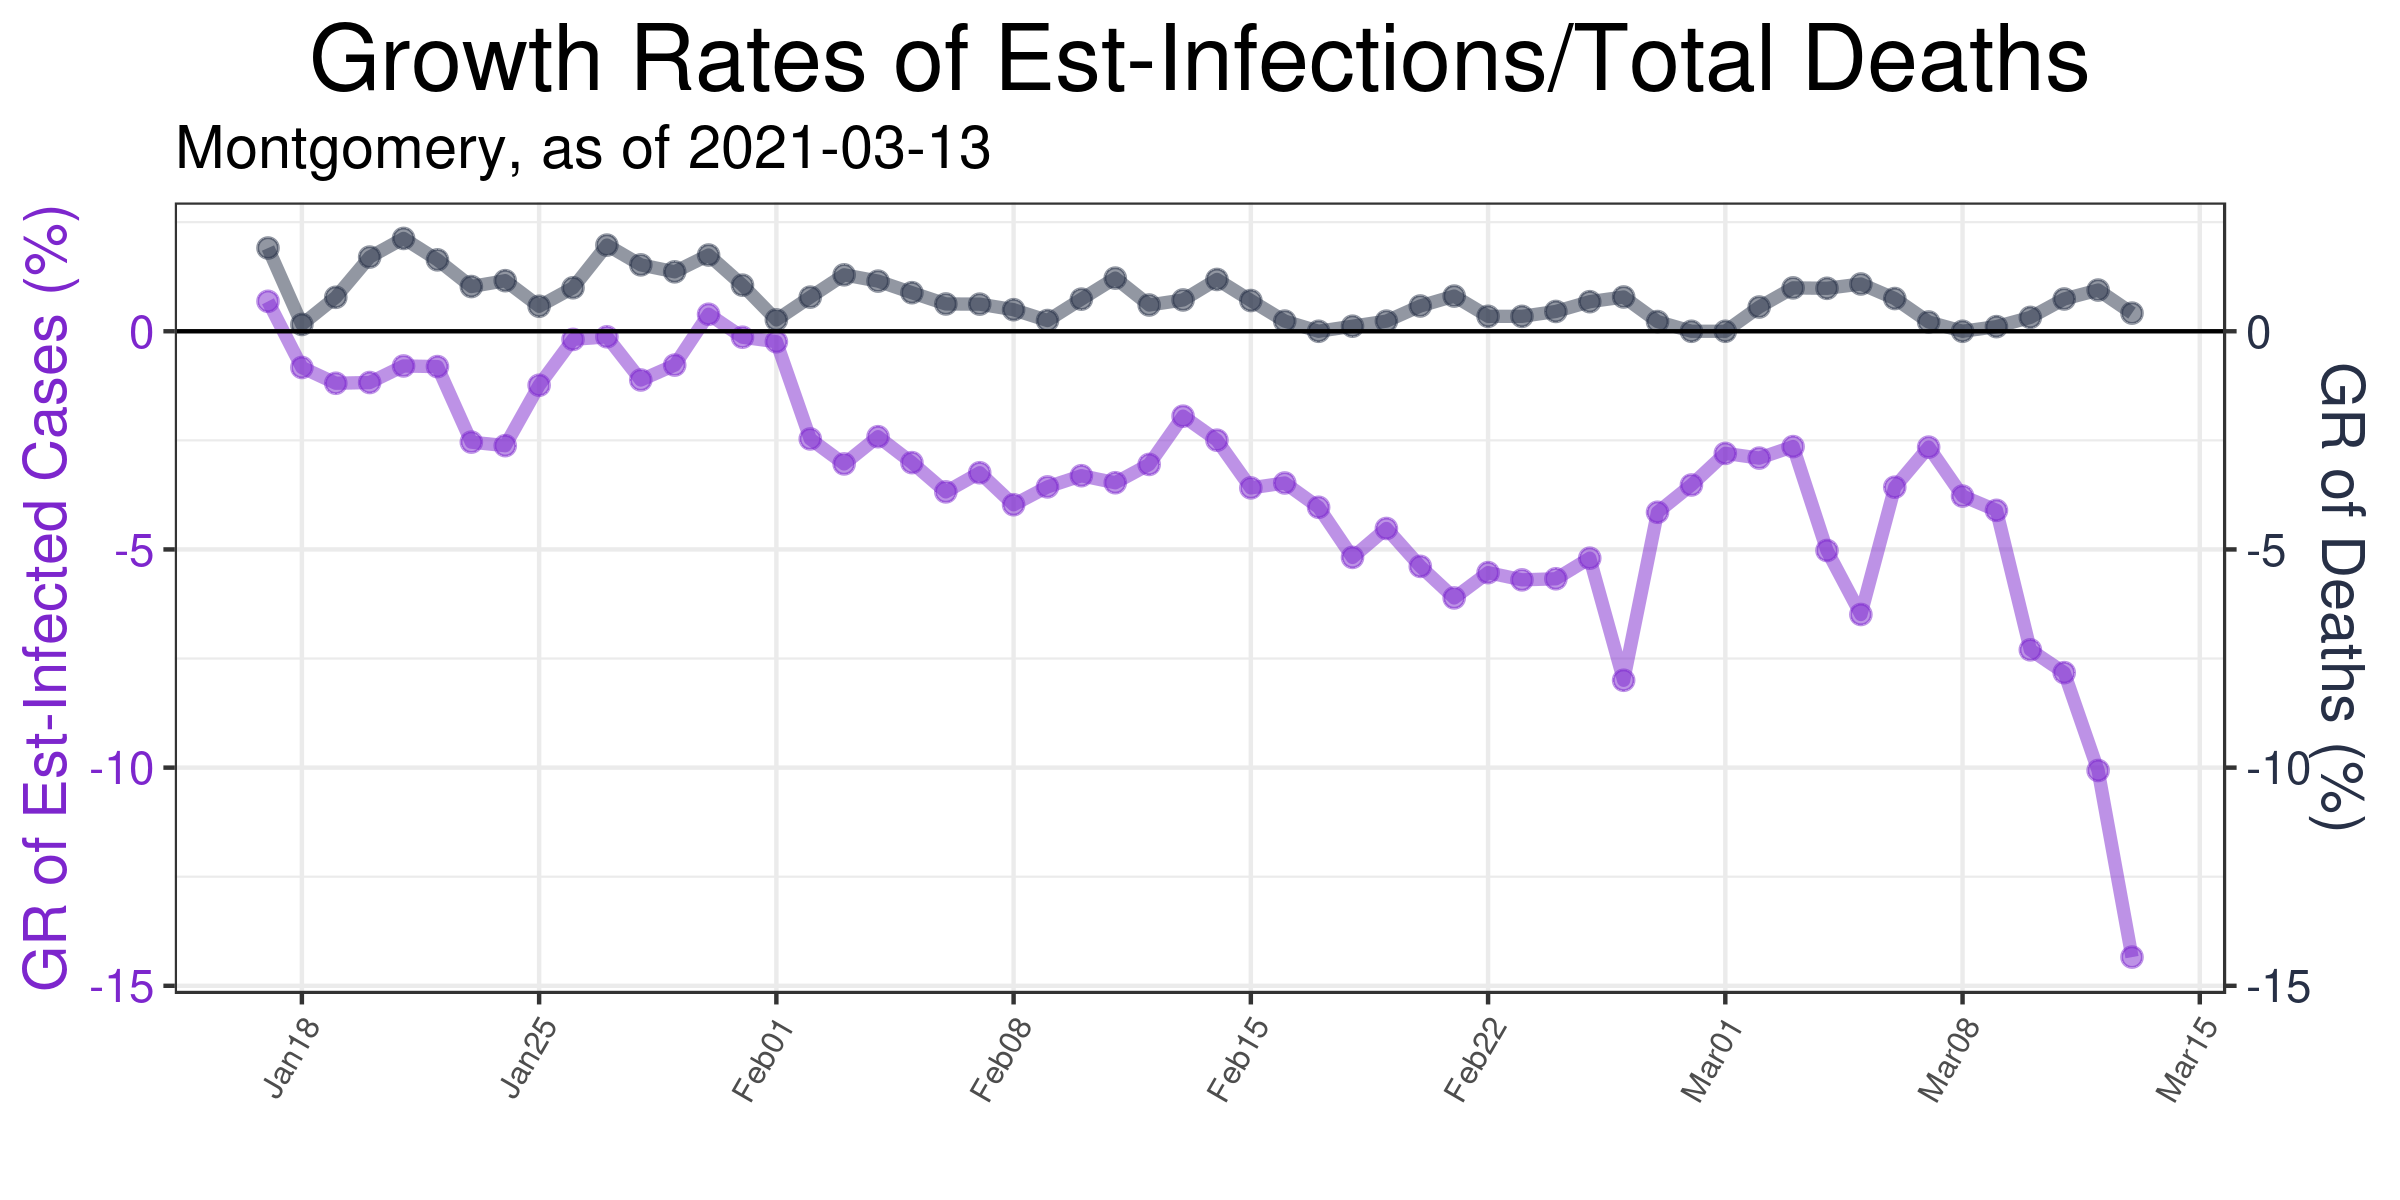 Growth Rates of Est-Infections/Total Deaths
Montgomery, as of 2021-03-13
GR of Est-Infected Cases (%)
0
-5
-10
-15
0
-5
-10
-15
GR of Deaths (%)
Jan18
Jan25
Feb01
Feb08
Feb15
Feb22
Mar01
Mar08
Mar15